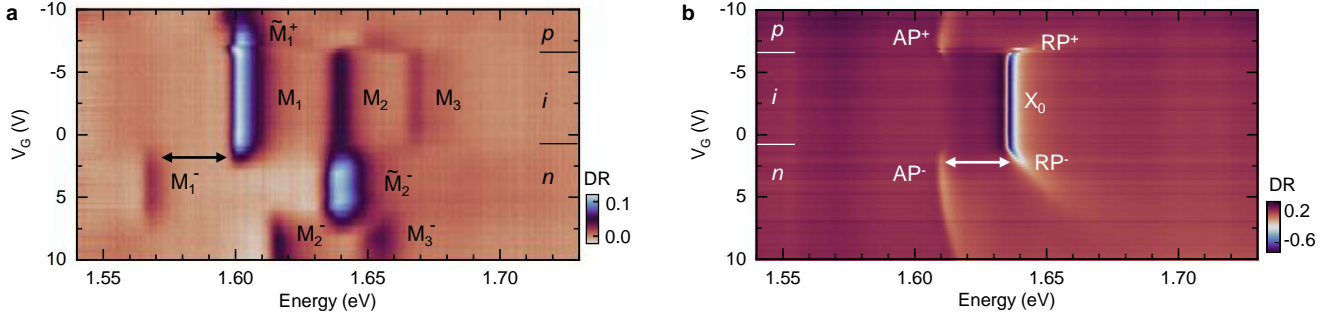 a
-10
-5
0
5
10
V_G (V)
M̃₁⁺
M₁
M₂
M₃
M₁⁻
M̃₂⁻
M₂⁻
M₃⁻
p
i
n
DR
0.1
0.0
1.55
1.60
1.65
1.70
Energy (eV)
b
-10
-5
0
5
10
V_G (V)
p
i
n
AP⁺
RP⁺
X₀
AP⁻
RP⁻
DR
0.2
-0.6
1.55
1.60
1.65
1.70
Energy (eV)